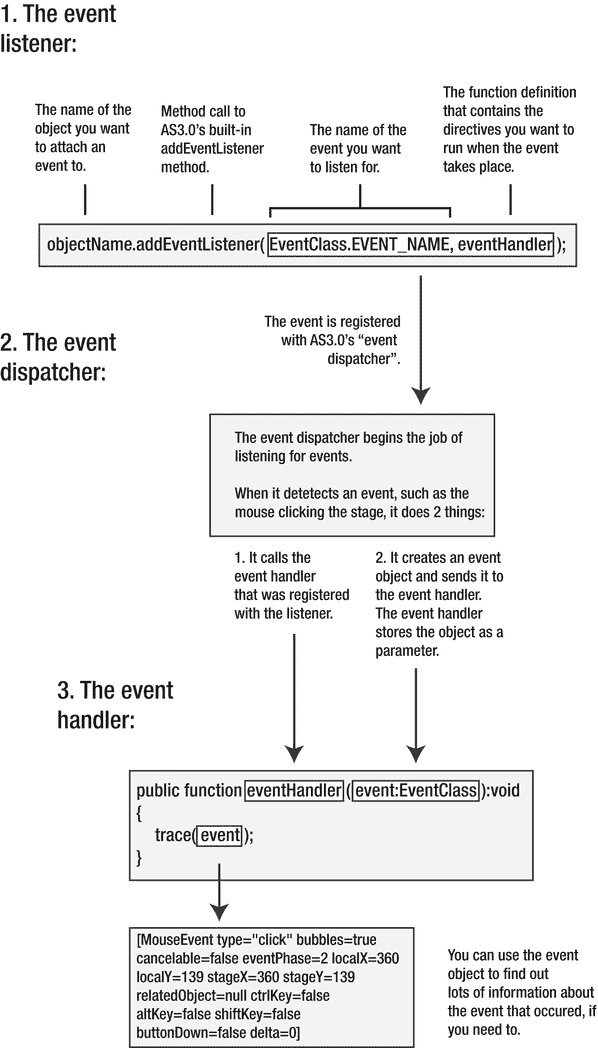 1. The event
listener:
The name of the
object you want
to attach an
event to.
Method call to
AS3.0's built-in
addEventListener
method.
The name of the
event you want
to listen for.
The function definition
that contains the
directives you want to
run when the event
takes place.
objectName.addEventListener( EventClass.EVENT_NAME, eventHandler );
The event is registered
with AS3.0's “event
dispatcher”.
2. The event
dispatcher:
The event dispatcher begins the job of
listening for events.
When it detetects an event, such as the
mouse clicking the stage, it does 2 things:
1. It calls the
event handler
that was registered
with the listener.
2. It creates an event
object and sends it to
the event handler.
The event handler
stores the object as a
parameter.
3. The event
handler:
public function eventHandler (event:EventClass):void
{
trace( event );
}
[MouseEvent type="click" bubbles=true
cancelable=false eventPhase=2 localX=360
localY=139 stageX=360 stageY=139
relatedObject=null ctrlKey=false
altKey=false shiftKey=false
buttonDown=false delta=0]
You can use the event
object to find out
lots of information about
the event that occured, if
you need to.